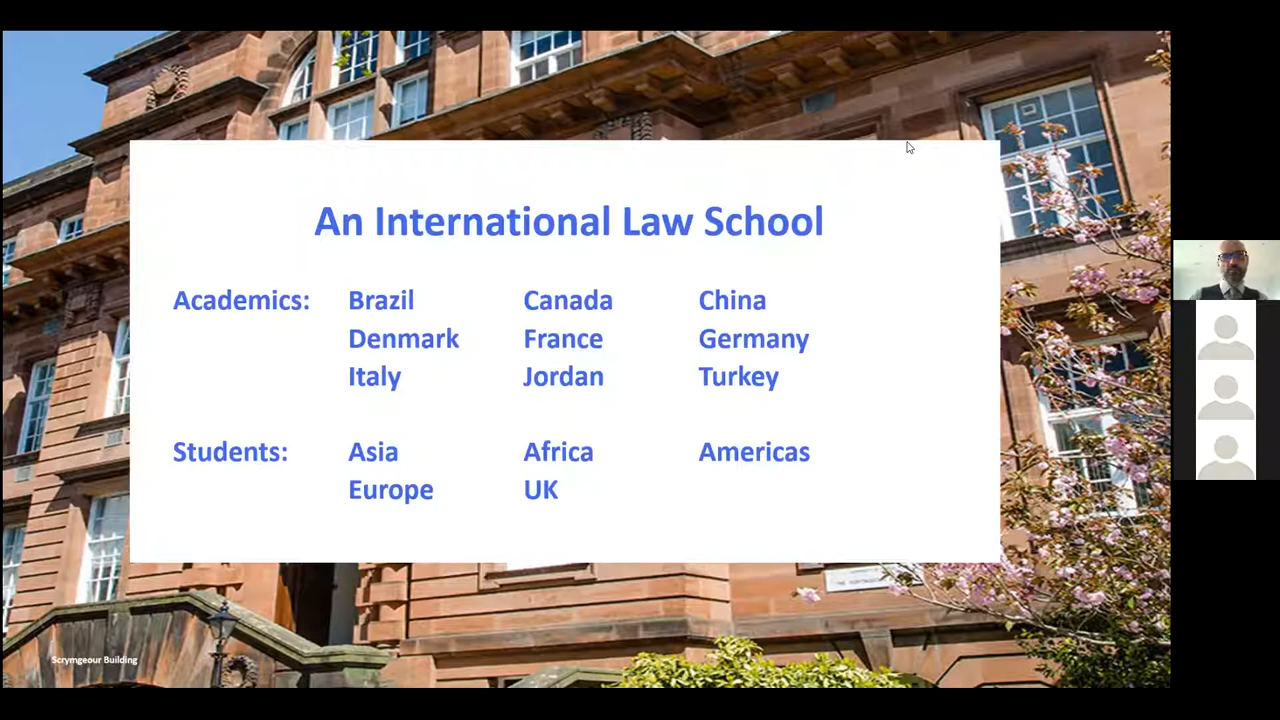 An International Law School
Academics: Brazil Canada China
Denmark France Germany
Italy Jordan Turkey
Students: Asia Africa Americas
Europe UK
Scrymgeour Building